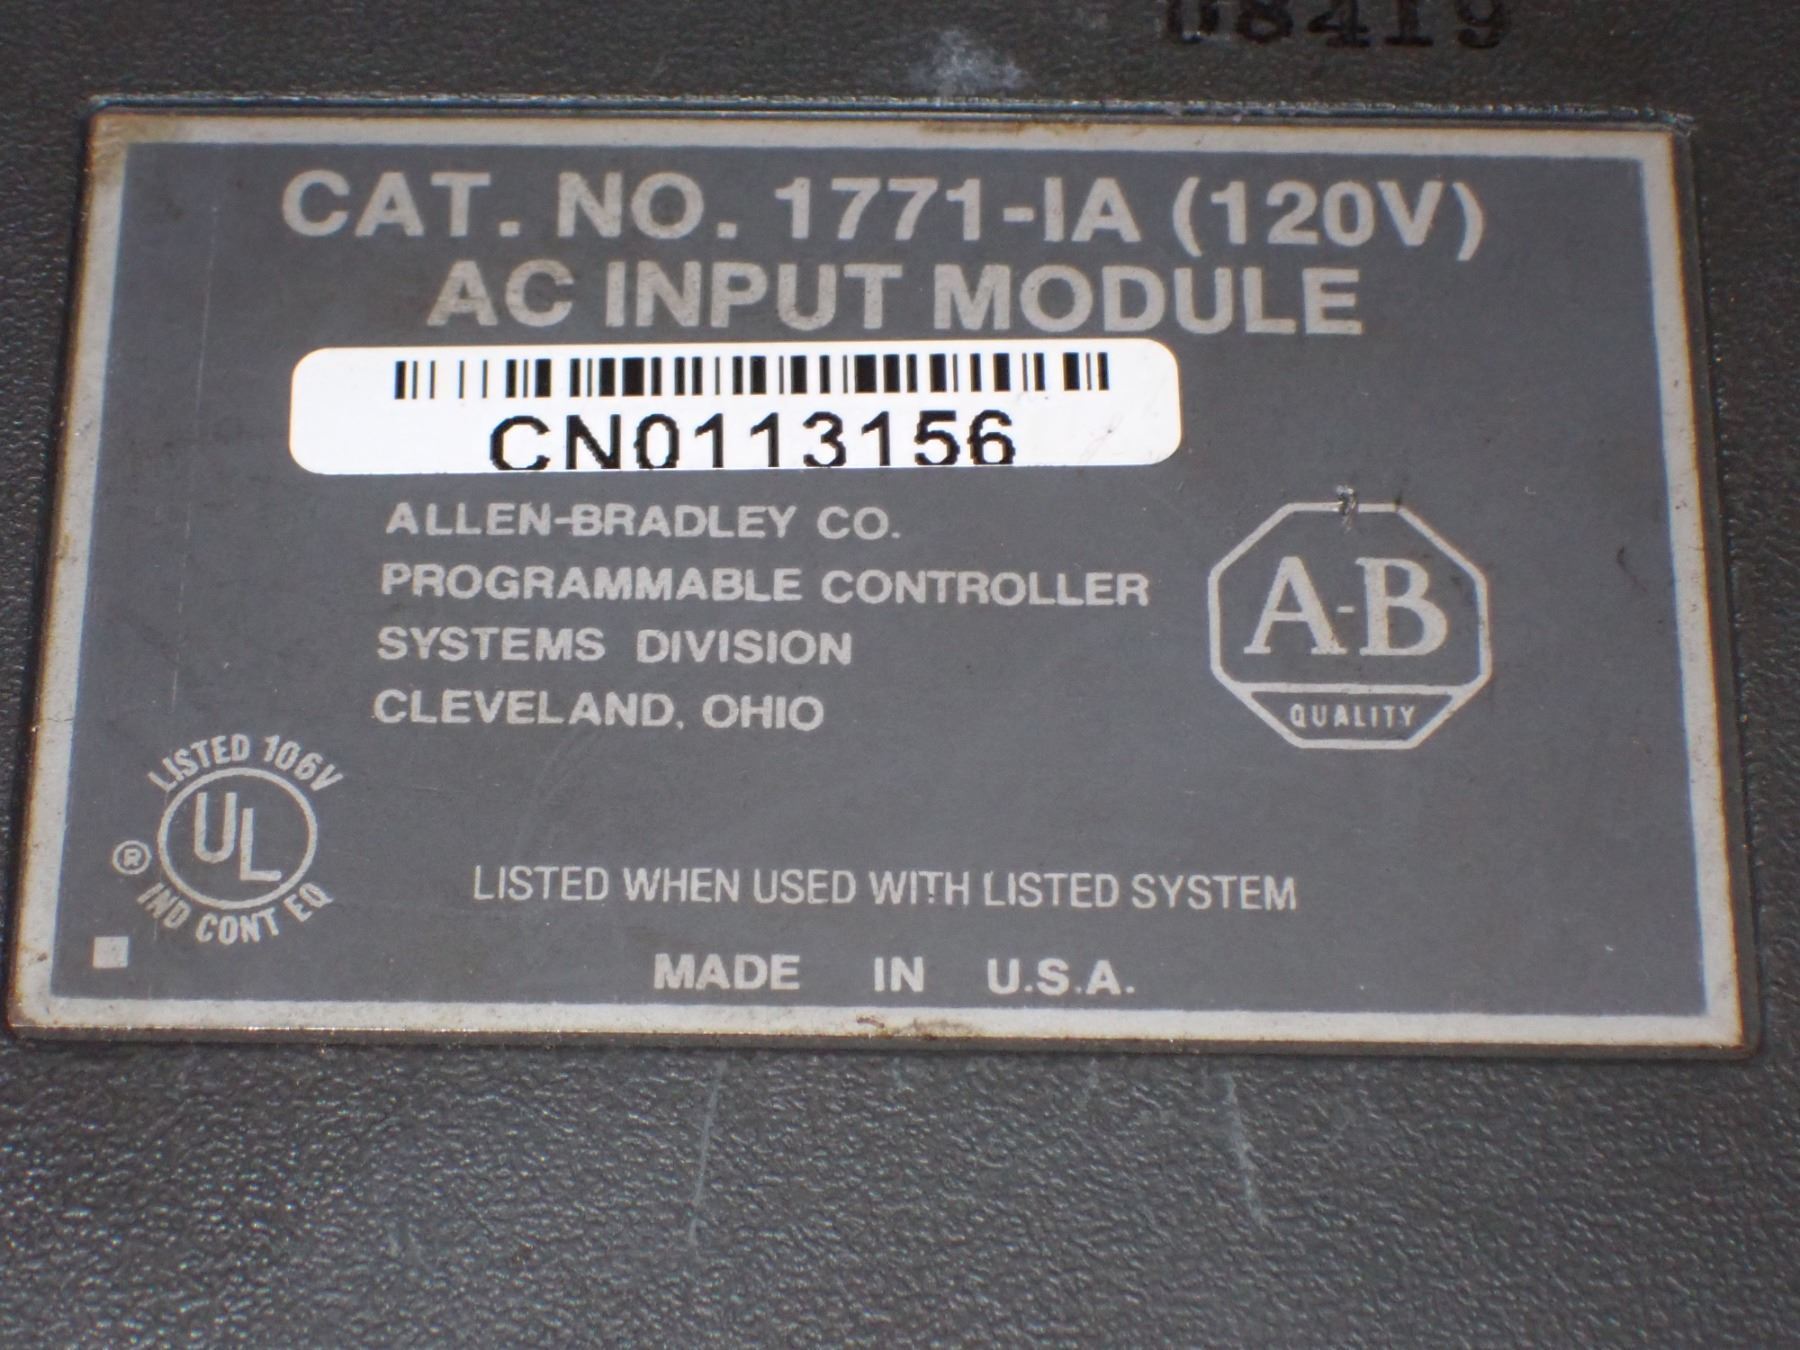 08419
CAT. NO. 1771-IA (120V)
AC INPUT MODULE
CN0113156
ALLEN-BRADLEY CO.
PROGRAMMABLE CONTROLLER
SYSTEMS DIVISION
CLEVELAND, OHIO
A-B
QUALITY
LISTED 106V
UL
®
IND CONT EQ
LISTED WHEN USED WITH LISTED SYSTEM
MADE IN U.S.A.